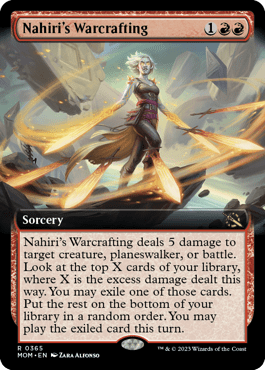 Nahiri's Warcrafting 1
Sorcery
Nahiri's Warcrafting deals 5 damage to
target creature, planeswalker, or battle.
Look at the top X cards of your library,
where X is the excess damage dealt this
way. You may exile one of those cards.
Put the rest on the bottom of your
library in a random order. You may
play the exiled card this turn.
R 0365
MOM • EN ZARA ALFONSO
™ & © 2023 Wizards of the Coast